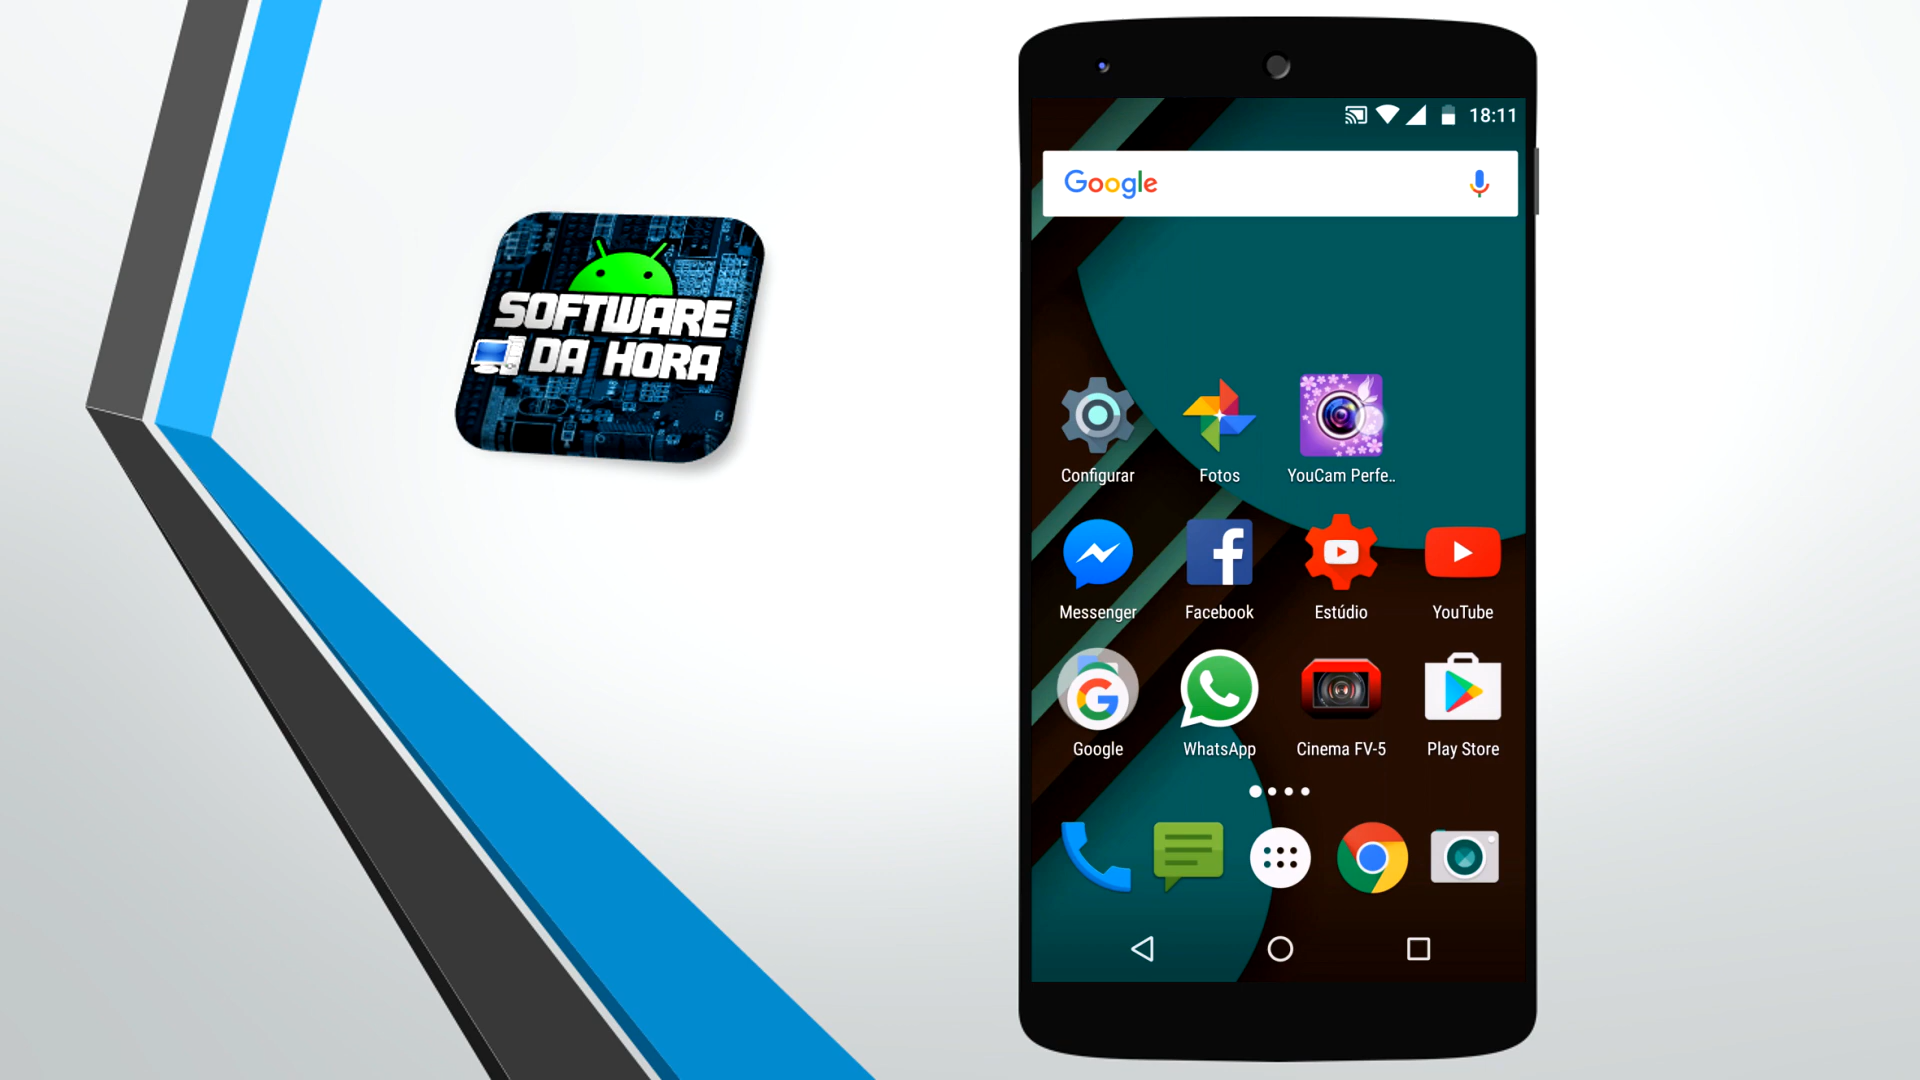 SOFTWARE
DA HORA
18:11
Google
Configurar
Fotos
YouCam Perfe..
Messenger
Facebook
Estúdio
YouTube
Google
WhatsApp
Cinema FV-5
Play Store